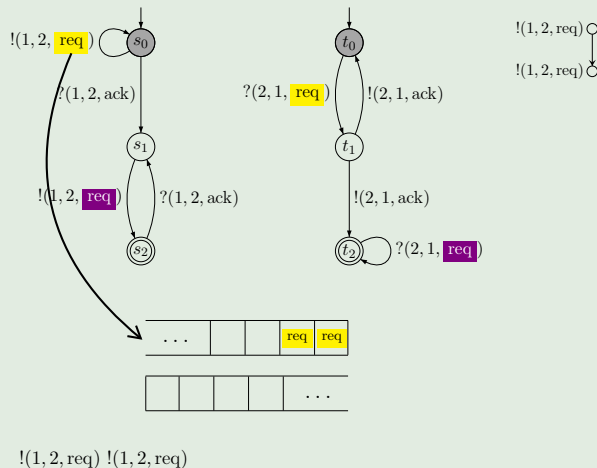 !(1, 2, req)
s₀
?(1, 2, ack)
s₁
!(1, 2, req)
?(1, 2, ack)
s₂
t₀
?(2, 1, req)
!(2, 1, ack)
t₁
!(2, 1, ack)
t₂
?(2, 1, req)
!(1, 2, req)
!(1, 2, req)
... req req
...
!(1, 2, req) !(1, 2, req)